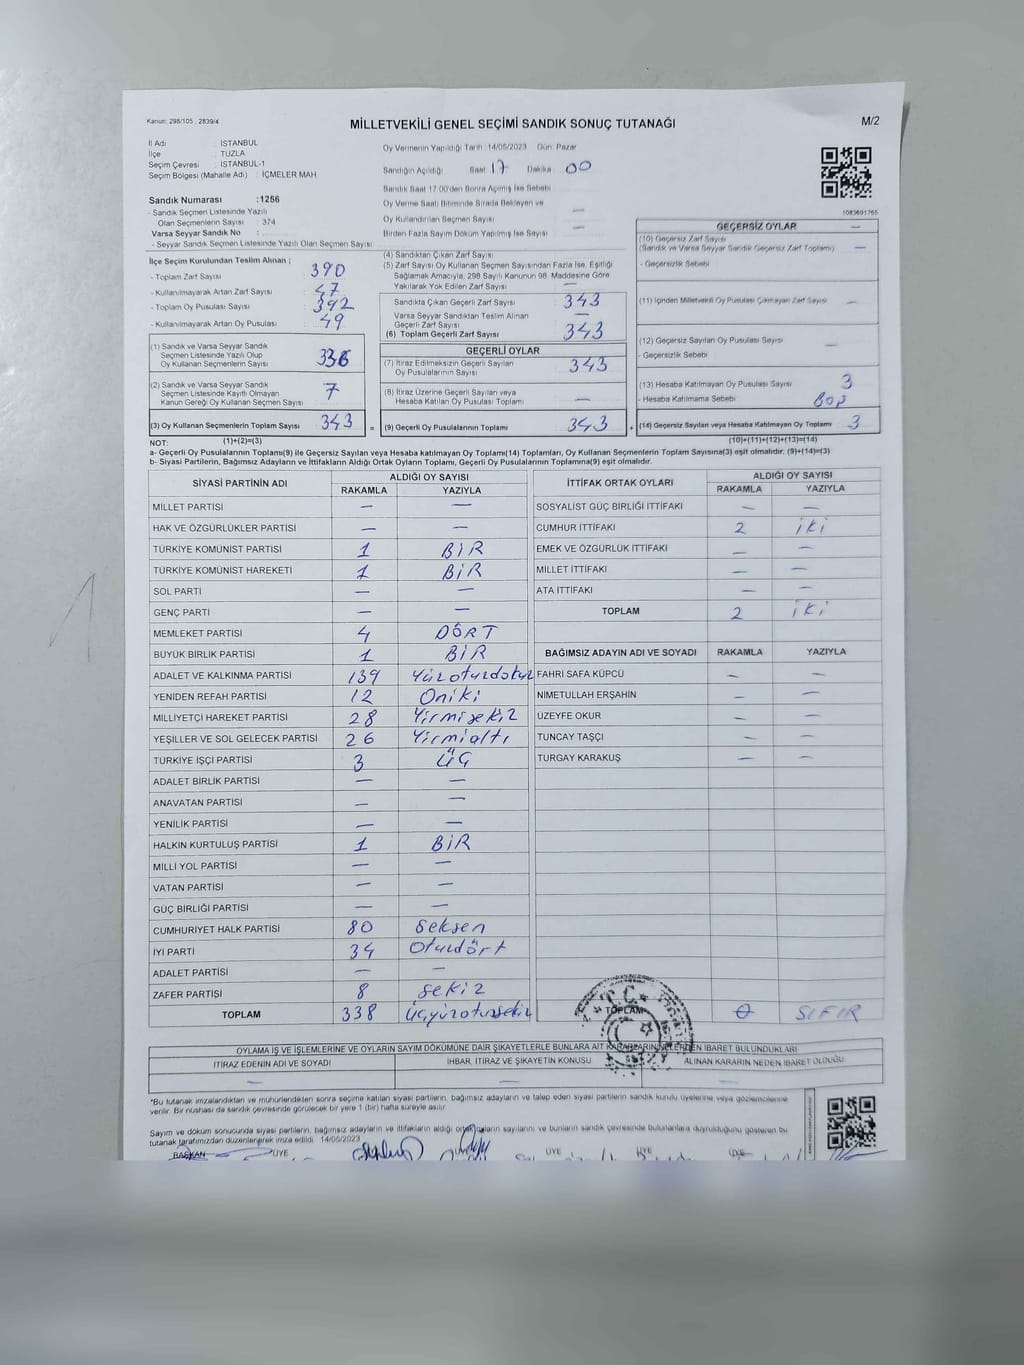 Kanun: 298/105 , 2839/4
MİLLETVEKİLİ GENEL SEÇİMİ SANDIK SONUÇ TUTANAĞI
M/2
İl Adı : İSTANBUL
İlçe : TUZLA
Seçim Çevresi : İSTANBUL-1
Seçim Bölgesi (Mahalle Adı) : İÇMELER MAH
Oy Vermenin Yapıldığı Tarih : 14/05/2023 Gün: Pazar
Sandığın Açıldığı Saat 17 Dakika 00
Sandık Saat 17:00'den Sonra Açılmış İse Sebebi
Oy Verme Saati Bitiminde Sırada Bekleyen ve
Oy Kullandırılan Seçmen Sayısı —
Birden Fazla Sayım Döküm Yapılmış İse Sayısı —
Sandık Numarası :1256
- Sandık Seçmen Listesinde Yazılı
Olan Seçmenlerin Sayısı : 374
Varsa Seyyar Sandık No :
- Seyyar Sandık Seçmen Listesinde Yazılı Olan Seçmen Sayısı:
1083691765
İlçe Seçim Kurulundan Teslim Alınan ;
- Toplam Zarf Sayısı : 390
- Kullanılmayarak Artan Zarf Sayısı : 47
- Toplam Oy Pusulası Sayısı : 392
- Kullanılmayarak Artan Oy Pusulası : 49
(1) Sandık ve Varsa Seyyar Sandık
Seçmen Listesinde Yazılı Olup
Oy Kullanan Seçmenlerin Sayısı 336
(2) Sandık ve Varsa Seyyar Sandık
Seçmen Listesinde Kayıtlı Olmayan
Kanun Gereği Oy Kullanan Seçmen Sayısı 7
(3) Oy Kullanan Seçmenlerin Toplam Sayısı 343 =
(4) Sandıktan Çıkan Zarf Sayısı
(5) Zarf Sayısı Oy Kullanan Seçmen Sayısından Fazla İse, Eşitliği
Sağlamak Amacıyla, 298 Sayılı Kanunun 98. Maddesine Göre
Yakılarak Yok Edilen Zarf Sayısı —
Sandıkta Çıkan Geçerli Zarf Sayısı 343
Varsa Seyyar Sandıktan Teslim Alınan
Geçerli Zarf Sayısı —
(6) Toplam Geçerli Zarf Sayısı 343
GEÇERLİ OYLAR
(7) İtiraz Edilmeksizin Geçerli Sayılan
Oy Pusulalarının Sayısı 343
(8) İtiraz Üzerine Geçerli Sayılan veya
Hesaba Katılan Oy Pusulası Toplamı —
(9) Geçerli Oy Pusulalarının Toplamı 343 +
GEÇERSİZ OYLAR
(10) Geçersiz Zarf Sayısı
(Sandık ve Varsa Seyyar Sandık Geçersiz Zarf Toplamı) —
- Geçersizlik Sebebi
(11) İçinden Milletvekili Oy Pusulası Çıkmayan Zarf Sayısı —
(12) Geçersiz Sayılan Oy Pusulası Sayısı —
- Geçersizlik Sebebi
(13) Hesaba Katılmayan Oy Pusulası Sayısı 3
- Hesaba Katılmama Sebebi Boş
(14) Geçersiz Sayılan veya Hesaba Katılmayan Oy Toplamı 3
NOT: (1)+(2)=(3) (10)+(11)+(12)+(13)=(14)
a- Geçerli Oy Pusulalarının Toplamı(9) ile Geçersiz Sayılan veya Hesaba katılmayan Oy Toplamı(14) Toplamları, Oy Kullanan Seçmenlerin Toplam Sayısına(3) eşit olmalıdır. (9)+(14)=(3)
b- Siyasi Partilerin, Bağımsız Adayların ve İttifakların Aldığı Ortak Oyların Toplamı, Geçerli Oy Pusulalarının Toplamına(9) eşit olmalıdır.
SİYASİ PARTİNİN ADI ALDIĞI OY SAYISI
RAKAMLA YAZIYLA
MİLLET PARTİSİ — —
HAK VE ÖZGÜRLÜKLER PARTİSİ — —
TÜRKİYE KOMÜNİST PARTİSİ 1 BİR
TÜRKİYE KOMÜNİST HAREKETİ 1 BİR
SOL PARTİ — —
GENÇ PARTİ — —
MEMLEKET PARTİSİ 4 DÖRT
BÜYÜK BİRLİK PARTİSİ 1 BİR
ADALET VE KALKINMA PARTİSİ 139 Yüzotuzdokuz
YENİDEN REFAH PARTİSİ 12 Oniki
MİLLİYETÇİ HAREKET PARTİSİ 28 Yirmisekiz
YEŞİLLER VE SOL GELECEK PARTİSİ 26 Yirmialtı
TÜRKİYE İŞÇİ PARTİSİ 3 ÜÇ
ADALET BİRLİK PARTİSİ — —
ANAVATAN PARTİSİ — —
YENİLİK PARTİSİ — —
HALKIN KURTULUŞ PARTİSİ 1 BİR
MİLLİ YOL PARTİSİ — —
VATAN PARTİSİ — —
GÜÇ BİRLİĞİ PARTİSİ — —
CUMHURİYET HALK PARTİSİ 80 Seksen
İYİ PARTİ 34 Otuzdört
ADALET PARTİSİ — —
ZAFER PARTİSİ 8 Sekiz
TOPLAM 338 Üçyüzotuzsekiz
İTTİFAK ORTAK OYLARI ALDIĞI OY SAYISI
RAKAMLA YAZIYLA
SOSYALİST GÜÇ BİRLİĞİ İTTİFAKI — —
CUMHUR İTTİFAKI 2 iki
EMEK VE ÖZGÜRLÜK İTTİFAKI — —
MİLLET İTTİFAKI — —
ATA İTTİFAKI — —
TOPLAM 2 iki
BAĞIMSIZ ADAYIN ADI VE SOYADI RAKAMLA YAZIYLA
FAHRİ SAFA KÜPCÜ — —
NİMETULLAH ERŞAHİN — —
ÜZEYFE OKUR — —
TUNCAY TAŞÇI — —
TURGAY KARAKUŞ — —
TOPLAM 0 SIFIR
T.C.
OYLAMA İŞ VE İŞLEMLERİNE VE OYLARIN SAYIM DÖKÜMÜNE DAİR ŞİKAYETLERLE BUNLARA AİT KARARLARIN NELERDEN İBARET BULUNDUKLARI
İTİRAZ EDENİN ADI VE SOYADI İHBAR, İTİRAZ VE ŞİKAYETİN KONUSU ALINAN KARARIN NEDEN İBARET OLDUĞU
— — —
*Bu tutanak imzalandıktan ve mühürlendikten sonra seçime katılan siyasi partilerin, bağımsız adayların ve talep eden siyasi partilerin sandık kurulu üyelerine veya gözlemcilerine
verilir. Bir nüshası da sandık çevresinde görülecek bir yere 1 (bir) hafta süreyle asılır.
Sayım ve döküm sonucunda siyasi partilerin, bağımsız adayların ve ittifakların aldığı oyların sayılarını ve bunların sandık çevresinde bulunanlara duyrulduğunu gösteren bu
tutanak tarafımızdan düzenlenerek imza edildi. 14/05/2023
BAŞKAN ÜYE ÜYE ÜYE ÜYE